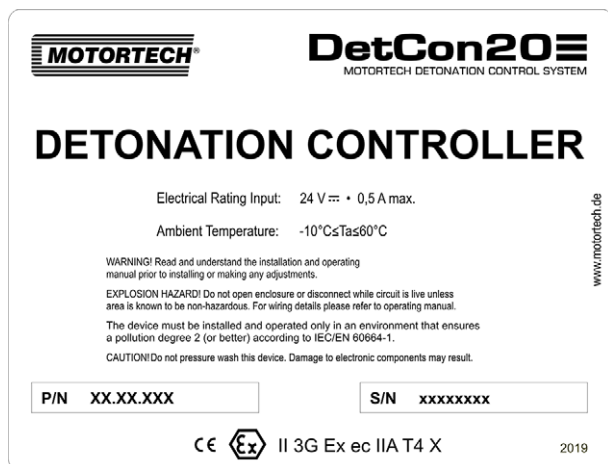 MOTORTECH®
DetCon20
MOTORTECH DETONATION CONTROL SYSTEM
DETONATION CONTROLLER
Electrical Rating Input: 24 V ⎓ • 0,5 A max.
Ambient Temperature: -10°C≤Ta≤60°C
WARNING! Read and understand the installation and operating
manual prior to installing or making any adjustments.
EXPLOSION HAZARD! Do not open enclosure or disconnect while circuit is live unless
area is known to be non-hazardous. For wiring details please refer to operating manual.
The device must be installed and operated only in an environment that ensures
a pollution degree 2 (or better) according to IEC/EN 60664-1.
CAUTION! Do not pressure wash this device. Damage to electronic components may result.
www.motortech.de
P/N XX.XX.XXX
S/N xxxxxxxx
CE Ex II 3G Ex ec IIA T4 X
2019